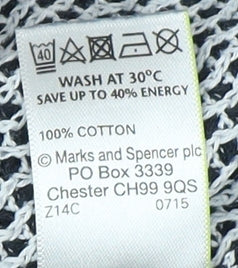 40
WASH AT 30°C
SAVE UP TO 40% ENERGY
100% COTTON
© Marks and Spencer plc
PO Box 3339
Chester CH99 9QS
Z14C 0715